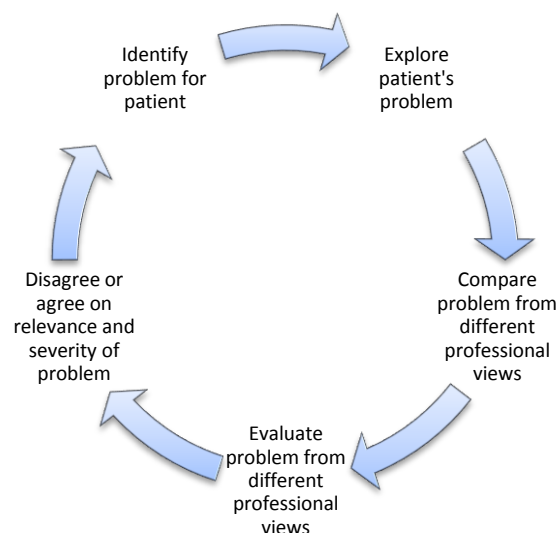 Identify
problem for
patient
Explore
patient's
problem
Compare
problem from
different
professional
views
Evaluate
problem from
different
professional
views
Disagree or
agree on
relevance and
severity of
problem